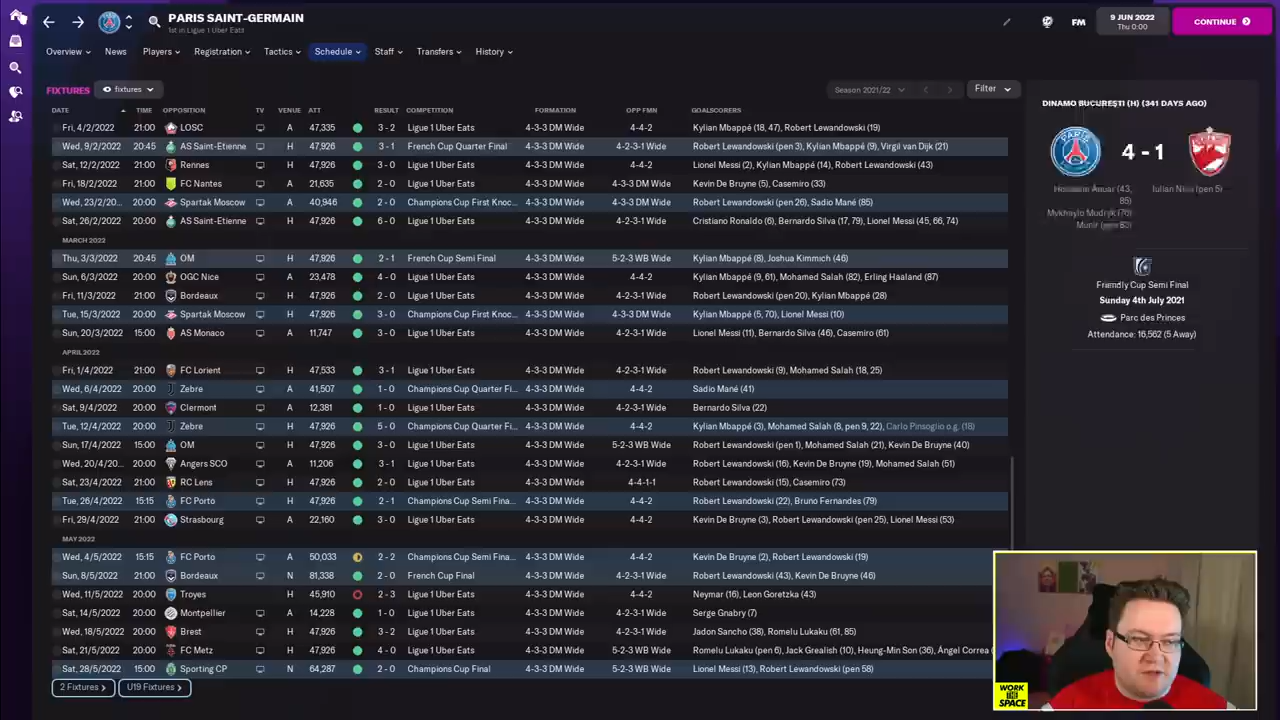 PARIS SAINT-GERMAIN
1st in Ligue 1 Uber Eats
FM
9 JUN 2022
Thu 0:00
CONTINUE
Overview News Players Registration Tactics Schedule Staff Transfers History
FIXTURES fixtures Season 2021/22 Filter
DATE TIME OPPOSITION TV VENUE ATT RESULT COMPETITION FORMATION OPP FMN GOALSCORERS
Fri, 4/2/2022 21:00 LOSC A 47,335 3 - 2 Ligue 1 Uber Eats 4-3-3 DM Wide 4-4-2 Kylian Mbappé (18, 47), Robert Lewandowski (19)
Wed, 9/2/2022 20:45 AS Saint-Etienne H 47,926 3 - 1 French Cup Quarter Final 4-3-3 DM Wide 4-2-3-1 Wide Robert Lewandowski (pen 3), Kylian Mbappé (9), Virgil van Dijk (21)
Sat, 12/2/2022 21:00 Rennes H 47,926 3 - 0 Ligue 1 Uber Eats 4-3-3 DM Wide 4-4-2 Lionel Messi (2), Kylian Mbappé (14), Robert Lewandowski (43)
Fri, 18/2/2022 21:00 FC Nantes A 21,635 2 - 0 Ligue 1 Uber Eats 4-3-3 DM Wide 4-3-3 DM Wide Kevin De Bruyne (5), Casemiro (33)
Wed, 23/2/20... 20:00 Spartak Moscow A 40,946 2 - 0 Champions Cup First Knoc... 4-3-3 DM Wide 4-3-3 DM Wide Robert Lewandowski (pen 26), Sadio Mané (85)
Sat, 26/2/2022 21:00 AS Saint-Etienne H 47,926 6 - 0 Ligue 1 Uber Eats 4-3-3 DM Wide 4-2-3-1 Wide Cristiano Ronaldo (6), Bernardo Silva (17, 79), Lionel Messi (45, 66, 74)
MARCH 2022
Thu, 3/3/2022 20:45 OM H 47,926 2 - 1 French Cup Semi Final 4-3-3 DM Wide 5-2-3 WB Wide Kylian Mbappé (8), Joshua Kimmich (46)
Sun, 6/3/2022 21:00 OGC Nice A 23,478 4 - 0 Ligue 1 Uber Eats 4-3-3 DM Wide 4-4-2 Kylian Mbappé (9, 61), Mohamed Salah (82), Erling Haaland (87)
Fri, 11/3/2022 21:00 Bordeaux H 47,926 2 - 0 Ligue 1 Uber Eats 4-3-3 DM Wide 4-2-3-1 Wide Robert Lewandowski (pen 20), Kylian Mbappé (28)
Tue, 15/3/2022 20:00 Spartak Moscow H 47,926 3 - 0 Champions Cup First Knoc... 4-3-3 DM Wide 4-3-3 DM Wide Kylian Mbappé (5, 70), Lionel Messi (10)
Sun, 20/3/2022 15:00 AS Monaco A 11,747 3 - 0 Ligue 1 Uber Eats 4-3-3 DM Wide 4-2-3-1 Wide Lionel Messi (11), Bernardo Silva (46), Casemiro (61)
APRIL 2022
Fri, 1/4/2022 21:00 FC Lorient H 47,533 3 - 1 Ligue 1 Uber Eats 4-3-3 DM Wide 4-2-3-1 Wide Robert Lewandowski (9), Mohamed Salah (18, 25)
Wed, 6/4/2022 20:00 Zebre A 41,507 1 - 0 Champions Cup Quarter Fi... 4-3-3 DM Wide 4-4-2 Sadio Mané (41)
Sat, 9/4/2022 20:00 Clermont A 12,381 1 - 0 Ligue 1 Uber Eats 4-3-3 DM Wide 4-2-3-1 Wide Bernardo Silva (22)
Tue, 12/4/2022 20:00 Zebre H 47,926 5 - 0 Champions Cup Quarter Fi... 4-3-3 DM Wide 4-4-2 Kylian Mbappé (3), Mohamed Salah (8, pen 9, 22), Carlo Pinsoglio o.g. (18)
Sun, 17/4/2022 15:00 OM H 47,926 3 - 0 Ligue 1 Uber Eats 4-3-3 DM Wide 5-2-3 WB Wide Robert Lewandowski (pen 1), Mohamed Salah (21), Kevin De Bruyne (40)
Wed, 20/4/20... 20:00 Angers SCO A 11,206 3 - 1 Ligue 1 Uber Eats 4-3-3 DM Wide 4-2-3-1 Wide Robert Lewandowski (16), Kevin De Bruyne (19), Mohamed Salah (51)
Sat, 23/4/2022 20:00 RC Lens H 47,926 2 - 0 Ligue 1 Uber Eats 4-3-3 DM Wide 4-4-1-1 Robert Lewandowski (15), Casemiro (73)
Tue, 26/4/2022 15:15 FC Porto H 47,926 2 - 1 Champions Cup Semi Fina... 4-3-3 DM Wide 4-4-2 Robert Lewandowski (22), Bruno Fernandes (79)
Fri, 29/4/2022 21:00 Strasbourg A 22,160 3 - 0 Ligue 1 Uber Eats 4-3-3 DM Wide 4-4-2 Kevin De Bruyne (3), Robert Lewandowski (pen 25), Lionel Messi (53)
MAY 2022
Wed, 4/5/2022 15:15 FC Porto A 50,033 2 - 2 Champions Cup Semi Fina... 4-3-3 DM Wide 4-4-2 Kevin De Bruyne (2), Robert Lewandowski (19)
Sun, 8/5/2022 21:00 Bordeaux N 81,338 2 - 0 French Cup Final 4-3-3 DM Wide 4-2-3-1 Wide Robert Lewandowski (43), Kevin De Bruyne (46)
Wed, 11/5/2022 20:00 Troyes H 45,910 2 - 3 Ligue 1 Uber Eats 4-3-3 DM Wide 4-4-2 Neymar (16), Leon Goretzka (43)
Sat, 14/5/2022 20:00 Montpellier A 14,228 1 - 0 Ligue 1 Uber Eats 4-3-3 DM Wide 4-2-3-1 Wide Serge Gnabry (7)
Wed, 18/5/2022 20:00 Brest H 47,926 3 - 2 Ligue 1 Uber Eats 4-3-3 DM Wide 4-2-3-1 Wide Jadon Sancho (38), Romelu Lukaku (61, 85)
Sat, 21/5/2022 20:00 FC Metz H 47,926 4 - 0 Ligue 1 Uber Eats 4-3-3 DM Wide 5-2-3 WB Wide Romelu Lukaku (pen 6), Jack Grealish (10), Heung-Min Son (36), Ángel Correa
Sat, 28/5/2022 15:00 Sporting CP N 64,287 2 - 0 Champions Cup Final 4-3-3 DM Wide 5-2-3 WB Wide Lionel Messi (13), Robert Lewandowski (pen 58)
2 Fixtures U19 Fixtures
DINAMO BUCUREȘTI (H) (341 DAYS AGO)
PARIS
4 - 1
(43,
85)
Mykhaylo Mudryk (76)
Friendly Cup Semi Final
Sunday 4th July 2021
Parc des Princes
Attendance: 16,562 (5 Away)
WORK
THE
SPACE